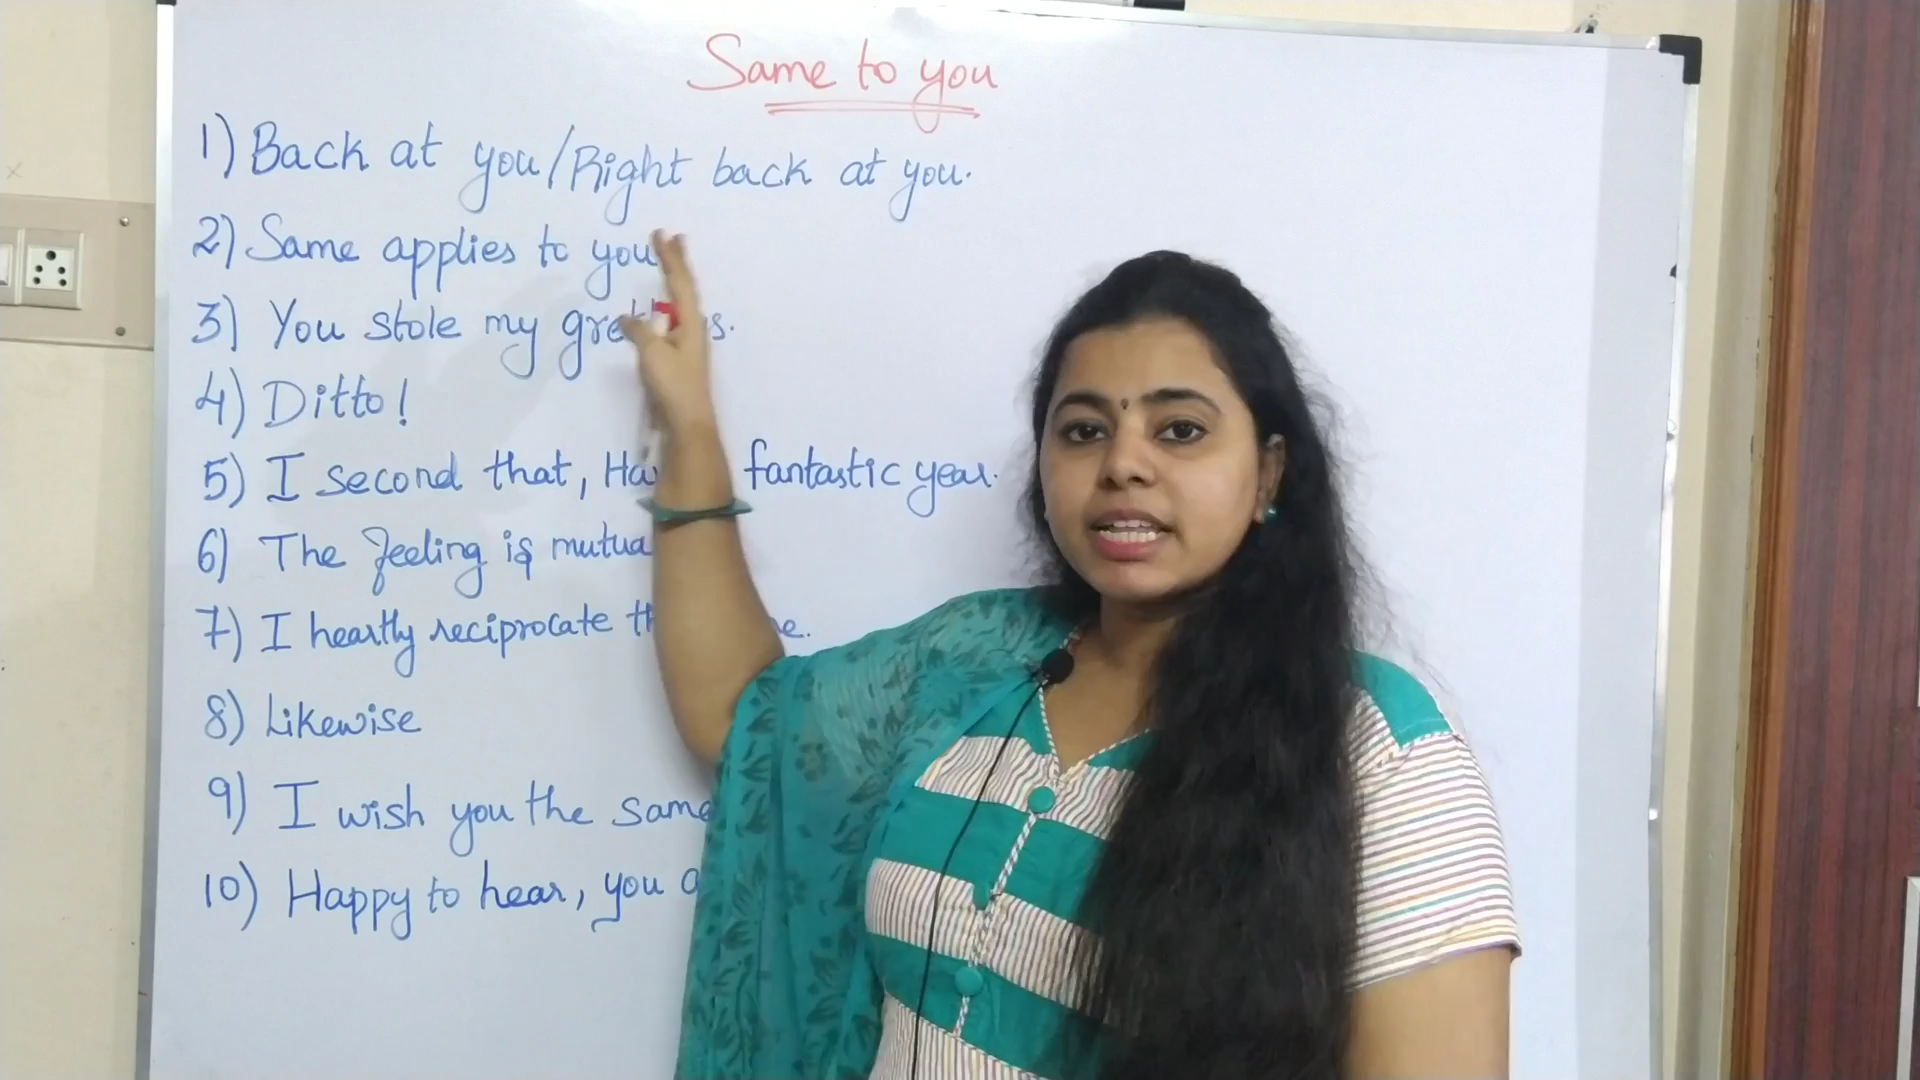 Same to you
1) Back at you/Right back at you.
2) Same applies to you
3) You stole my
4) Ditto!
5) I second that, fantastic year.
6) The feeling is
7) I heartly reciprocate
8) Likewise
9) I wish you the same
10) Happy to hear, you